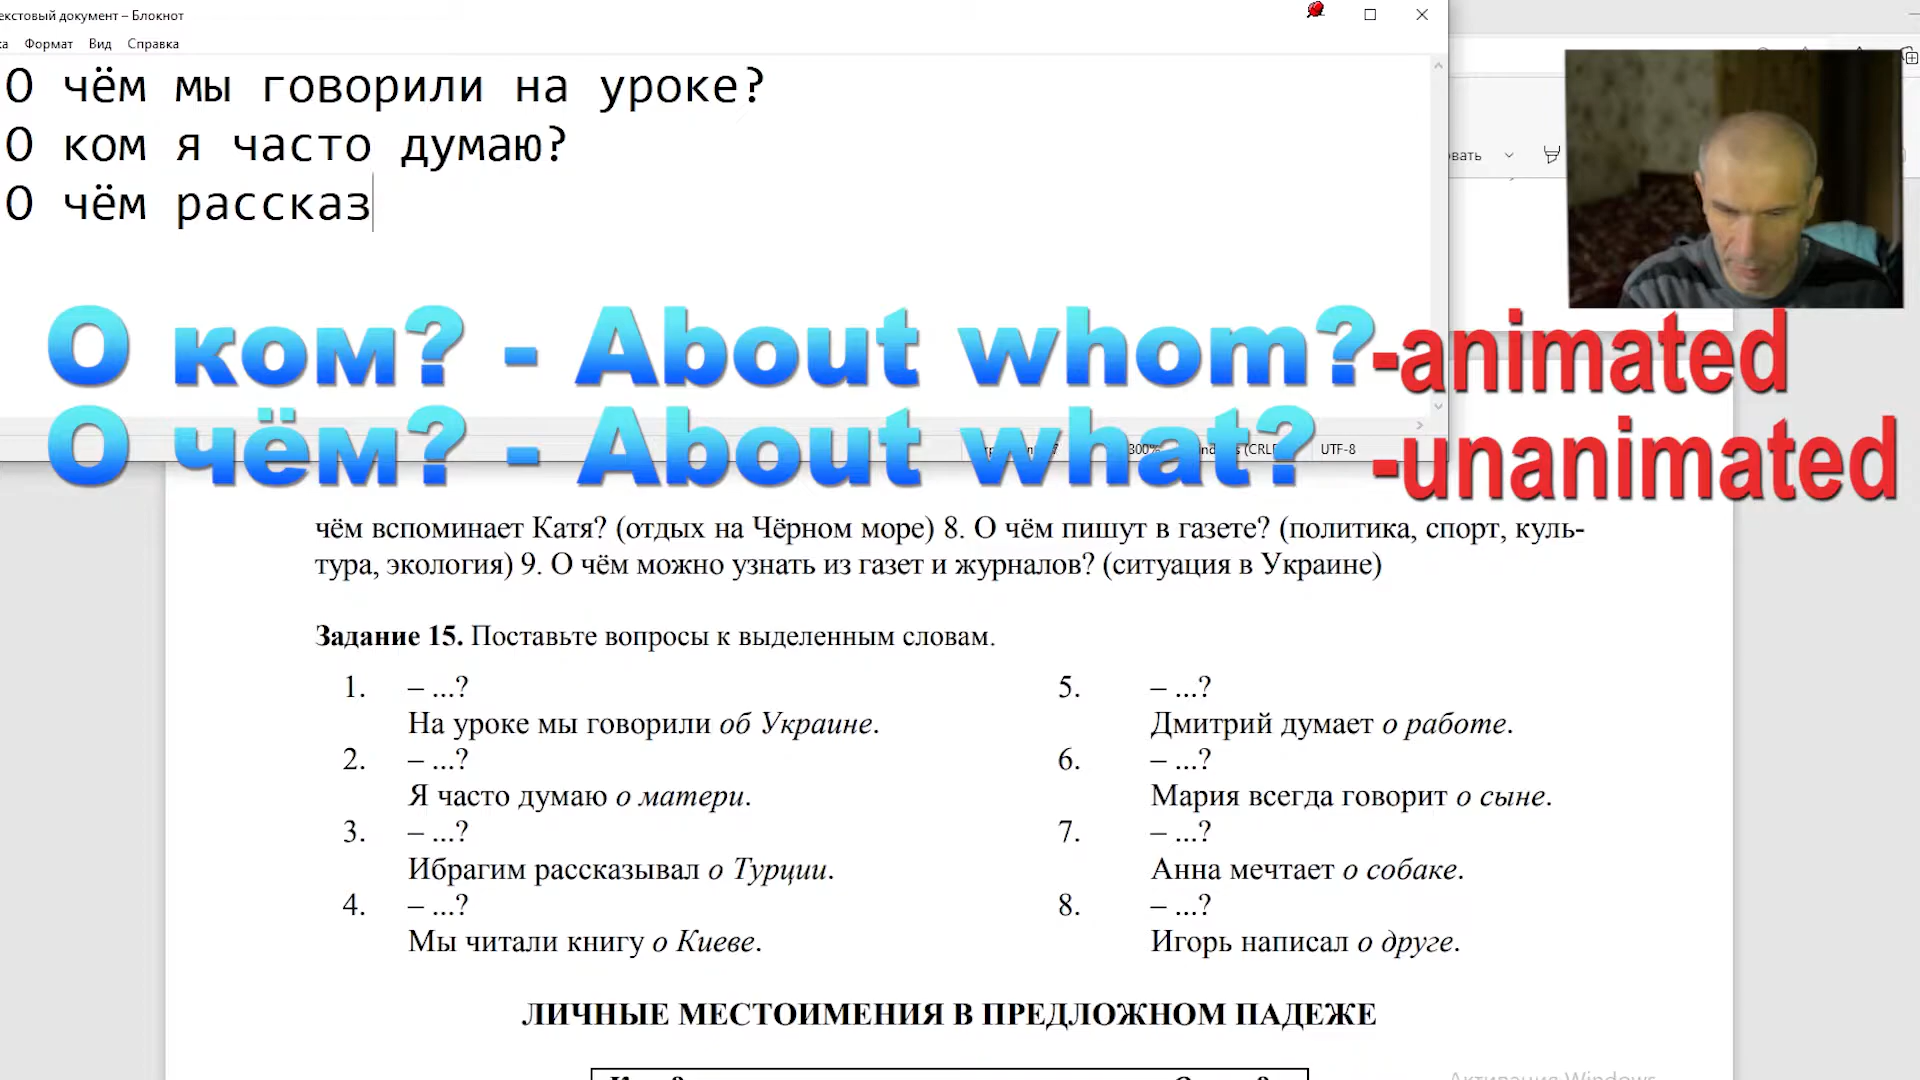 екстовый документ – Блокнот
Формат Вид Справка
О чём мы говорили на уроке?
О ком я часто думаю?
О чём рассказ
овать
О ком? - About whom? -animated
О чём? - About what? -unanimated
300% (CRL UTF-8
чём вспоминает Катя? (отдых на Чёрном море) 8. О чём пишут в газете? (политика, спорт, куль-
тура, экология) 9. О чём можно узнать из газет и журналов? (ситуация в Украине)
Задание 15. Поставьте вопросы к выделенным словам.
1. – ...?
На уроке мы говорили об Украине.
2. – ...?
Я часто думаю о матери.
3. – ...?
Ибрагим рассказывал о Турции.
4. – ...?
Мы читали книгу о Киеве.
5. – ...?
Дмитрий думает о работе.
6. – ...?
Мария всегда говорит о сыне.
7. – ...?
Анна мечтает о собаке.
8. – ...?
Игорь написал о друге.
ЛИЧНЫЕ МЕСТОИМЕНИЯ В ПРЕДЛОЖНОМ ПАДЕЖЕ
Активация Windows